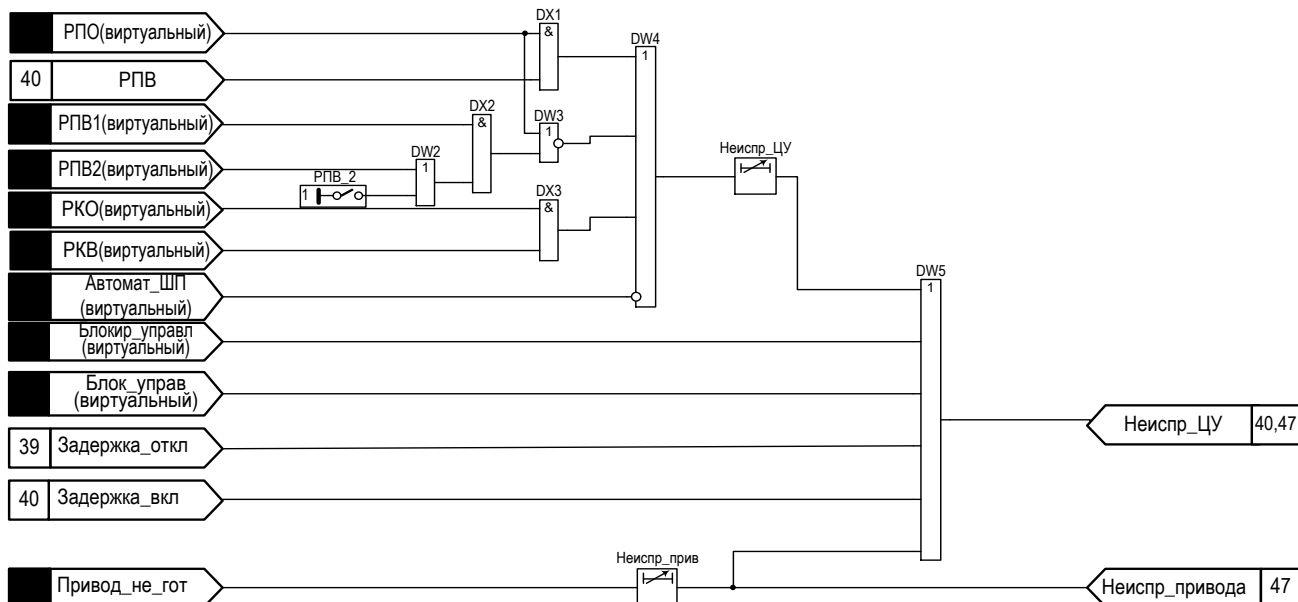 РПО(виртуальный)
DX1
&
DW4
1
40 РПВ
РПВ1(виртуальный)
DX2
&
DW3
1
РПВ2(виртуальный)
DW2
1
РПВ_2
1
Неиспр_ЦУ
РКО(виртуальный)
DX3
&
РКВ(виртуальный)
Автомат_ШП
(виртуальный)
DW5
1
Блокир_управл
(виртуальный)
Блок_управ
(виртуальный)
Неиспр_ЦУ 40,47
39 Задержка_откл
40 Задержка_вкл
Неиспр_прив
Привод_не_гот
Неиспр_привода 47